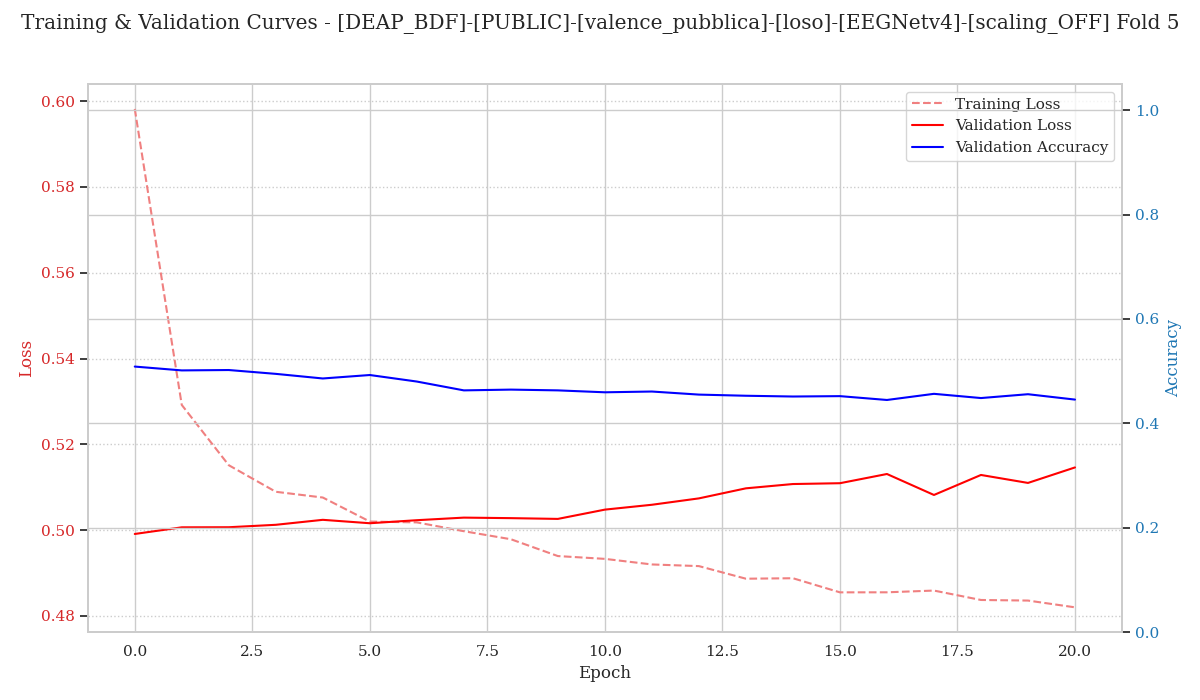 Training & Validation Curves - [DEAP_BDF]-[PUBLIC]-[valence_pubblica]-[loso]-[EEGNetv4]-[scaling_OFF] Fold 5
Training Loss
Validation Loss
Validation Accuracy
Loss
0.60
0.58
0.56
0.54
0.52
0.50
0.48
1.0
0.8
0.6
0.4
0.2
0.0
Accuracy
0.0 2.5 5.0 7.5 10.0 12.5 15.0 17.5 20.0
Epoch